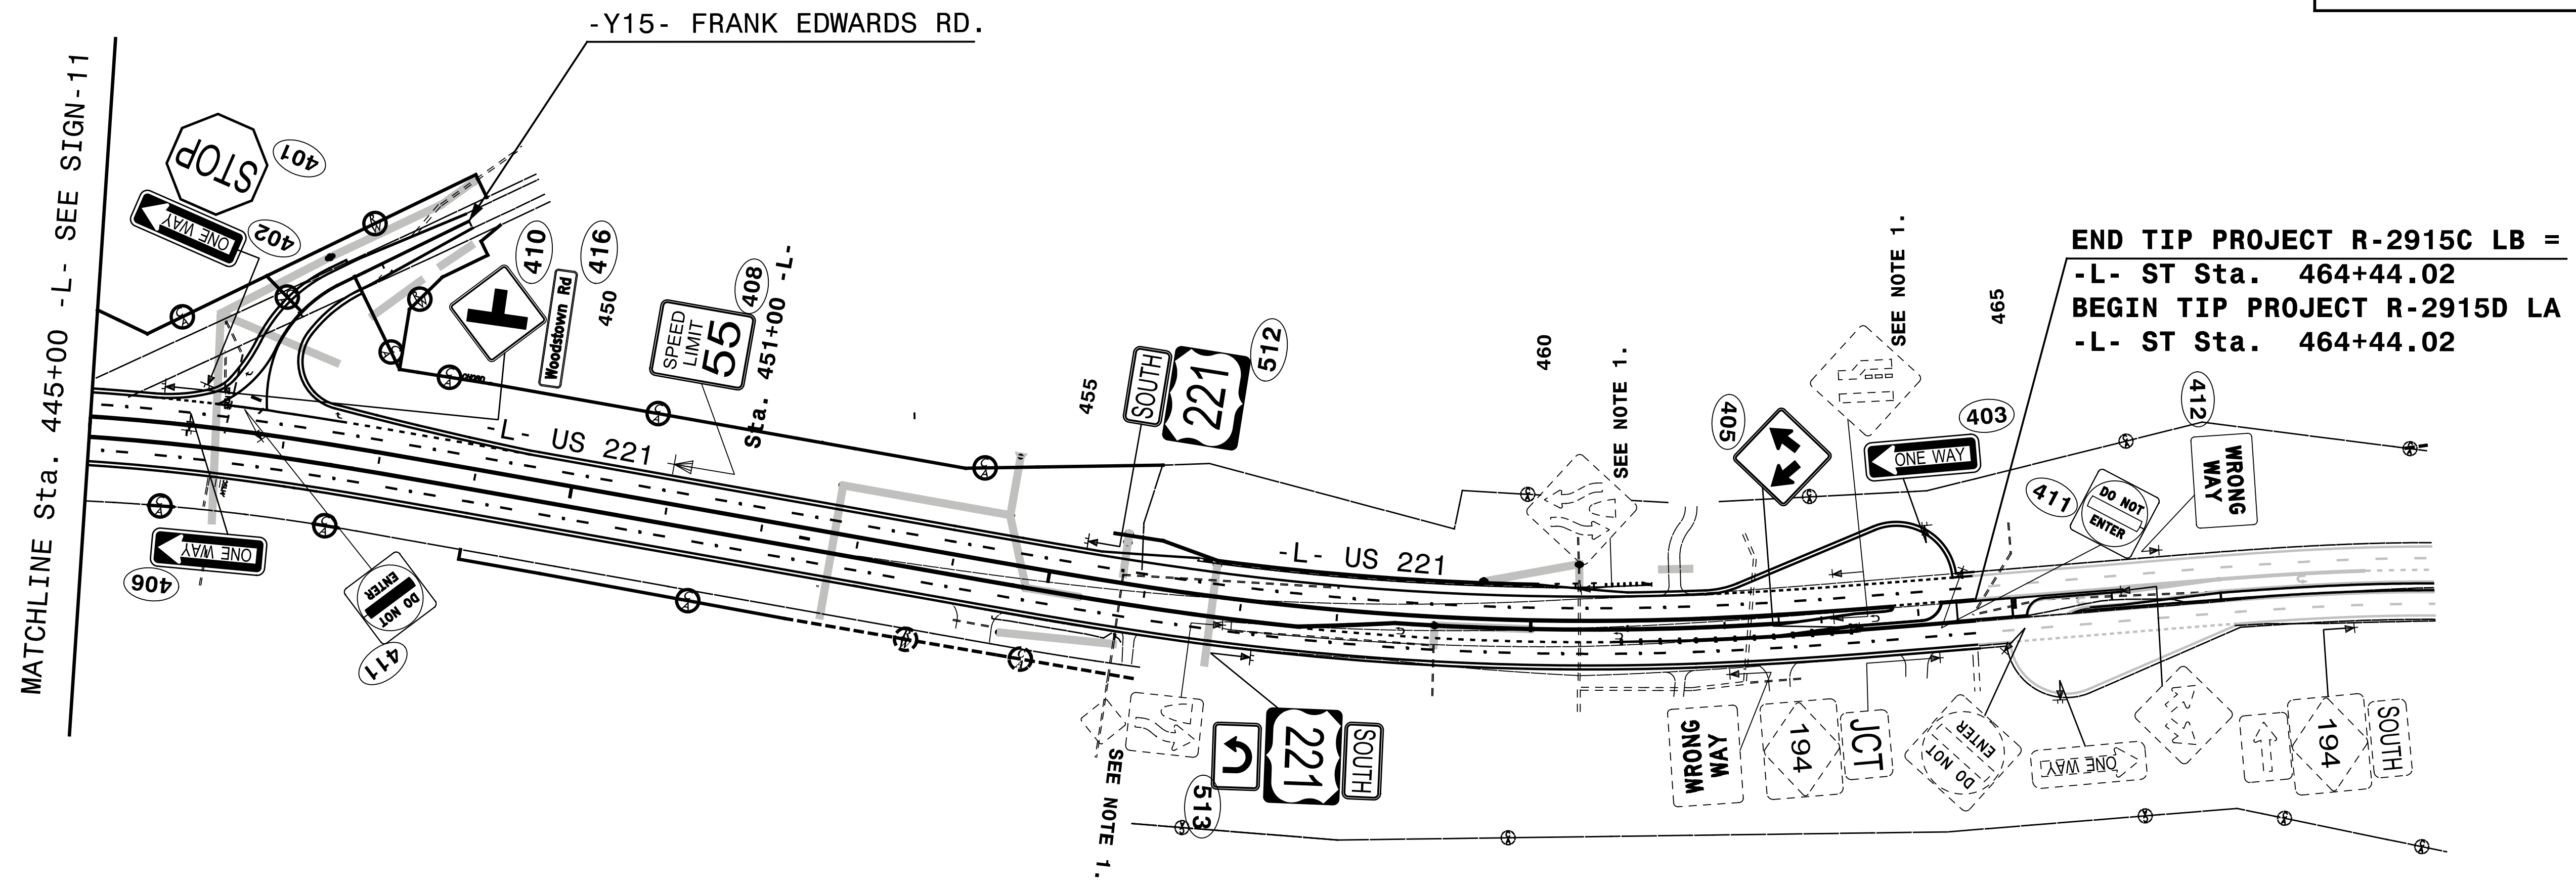 -Y15- FRANK EDWARDS RD.
MATCHLINE Sta. 445+00 -L- SEE SIGN-11
STOP
401
ONE WAY
402
410
416
Woodstown Rd
450
SPEED
LIMIT
55
408
Sta. 451+00 -L-
-L- US 221
CHORD
ONE WAY
406
DO NOT
ENTER
411
455
SOUTH
221
512
460
SEE NOTE 1.
SEE NOTE 1.
465
END TIP PROJECT R-2915C LB =
-L- ST Sta. 464+44.02
BEGIN TIP PROJECT R-2915D LA
-L- ST Sta. 464+44.02
405
ONE WAY
403
412
WRONG
WAY
411
DO NOT
ENTER
-L- US 221
SEE NOTE 1.
513
221
SOUTH
WRONG
WAY
194
JCT
DO NOT
ENTER
ONE WAY
194
SOUTH